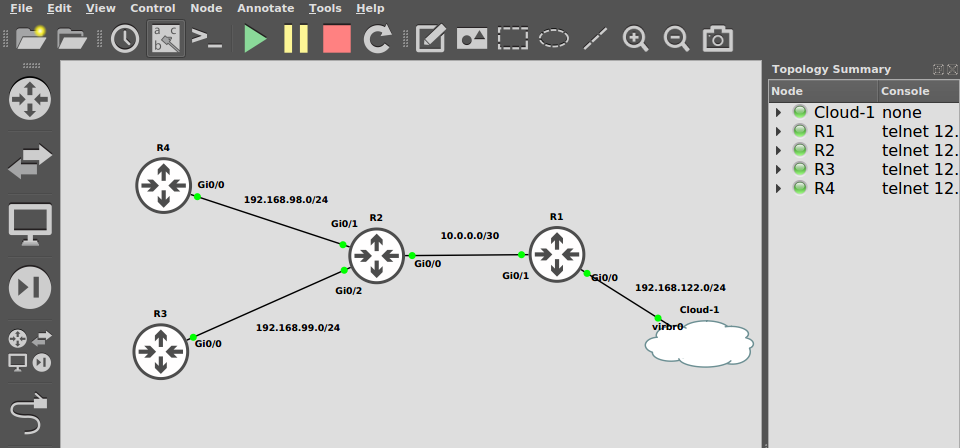 File Edit View Control Node Annotate Tools Help
Topology Summary
Node Console
Cloud-1 none
R1 telnet 12.
R2 telnet 12.
R3 telnet 12.
R4 telnet 12.
R4
Gi0/0
192.168.98.0/24
Gi0/1
R2
10.0.0.0/30
R1
Gi0/0
Gi0/1
Gi0/0
Gi0/2
192.168.122.0/24
Cloud-1
virbr0
R3
192.168.99.0/24
Gi0/0
a c
b
>_